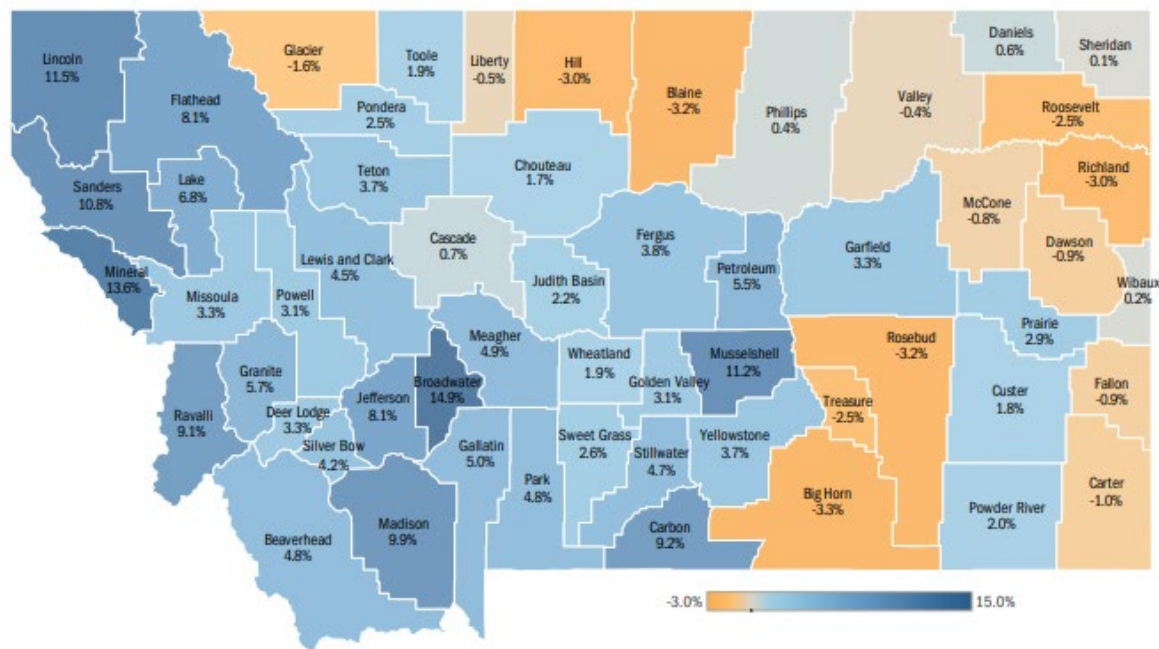 Lincoln
11.5%
Flathead
8.1%
Glacier
-1.6%
Toole
1.9%
Liberty
-0.5%
Hill
-3.0%
Blaine
-3.2%
Phillips
0.4%
Valley
-0.4%
Daniels
0.6%
Sheridan
0.1%
Roosevelt
-2.5%
Pondera
2.5%
Teton
3.7%
Chouteau
1.7%
Richland
-3.0%
Sanders
10.8%
Lake
6.8%
McCone
-0.8%
Dawson
-0.9%
Wibaux
0.2%
Mineral
13.6%
Missoula
3.3%
Powell
3.1%
Lewis and Clark
4.5%
Cascade
0.7%
Judith Basin
2.2%
Fergus
3.8%
Petroleum
5.5%
Garfield
3.3%
Prairie
2.9%
Meagher
4.9%
Wheatland
1.9%
Golden Valley
3.1%
Musselshell
11.2%
Rosebud
-3.2%
Treasure
-2.5%
Custer
1.8%
Fallon
-0.9%
Ravalli
9.1%
Granite
5.7%
Deer Lodge
3.3%
Silver Bow
4.2%
Jefferson
8.1%
Broadwater
14.9%
Gallatin
5.0%
Park
4.8%
Sweet Grass
2.6%
Stillwater
4.7%
Yellowstone
3.7%
Big Horn
-3.3%
Powder River
2.0%
Carter
-1.0%
Beaverhead
4.8%
Madison
9.9%
Carbon
9.2%
-3.0% 15.0%